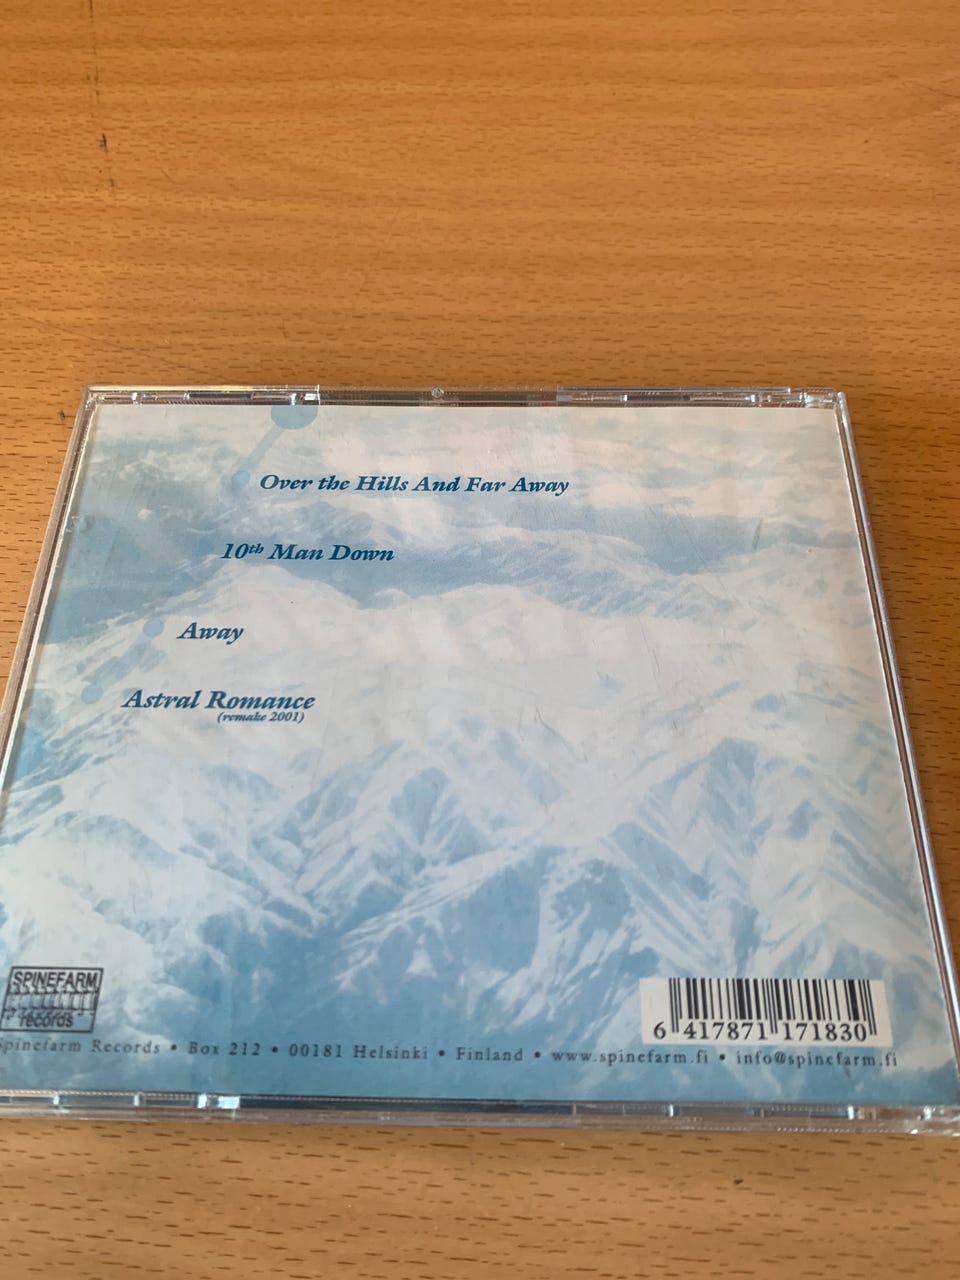 Over the Hills And Far Away
10th Man Down
Away
Astral Romance
(remake 2001)
SPINEFARM
records
6 417871 171830
Spinefarm Records • Box 212 • 00181 Helsinki • Finland • www.spinefarm.fi • info@spinefarm.fi